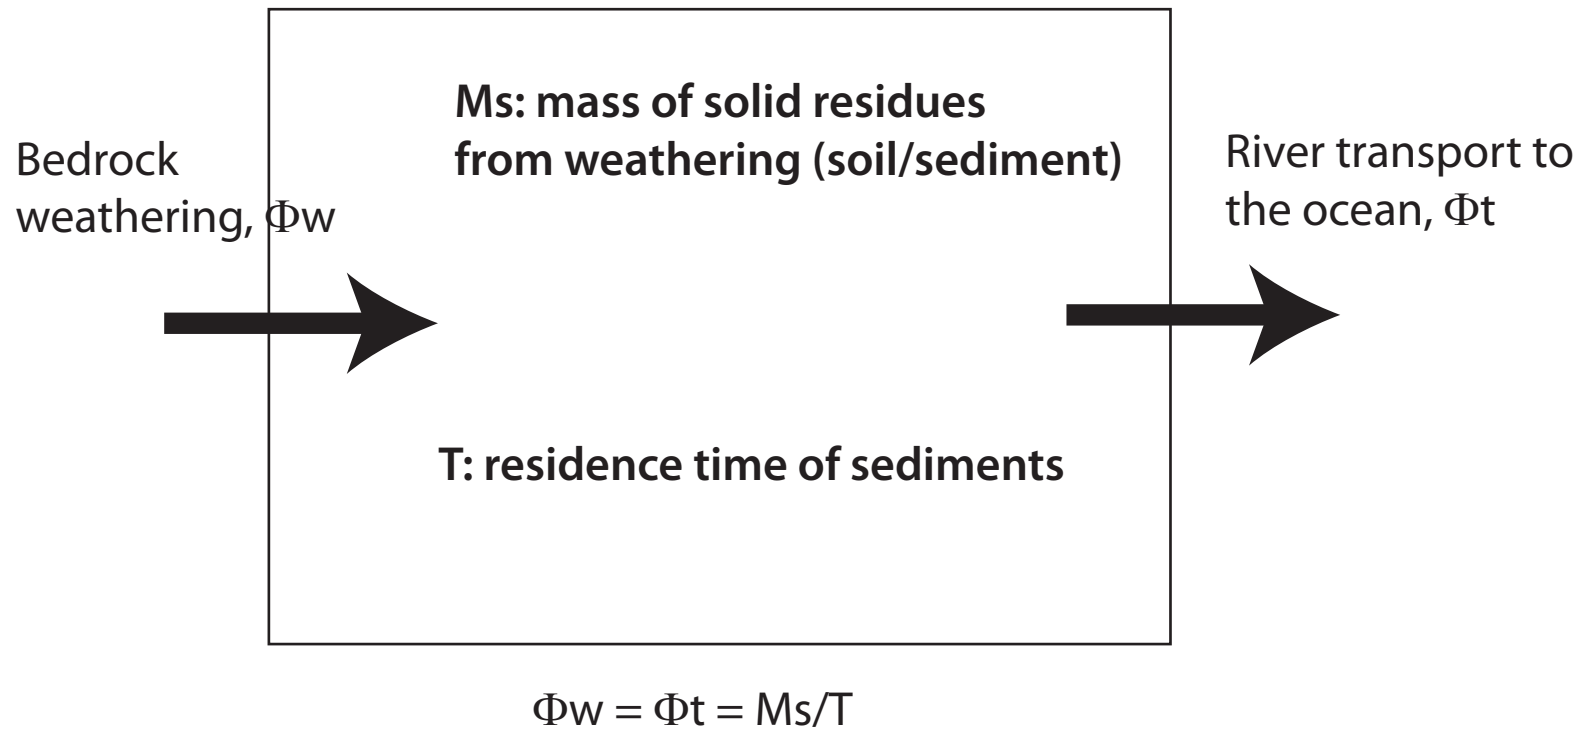 Ms: mass of solid residues
from weathering (soil/sediment)
Bedrock
weathering, Φw
River transport to
the ocean, Φt
T: residence time of sediments
Φw = Φt = Ms/T